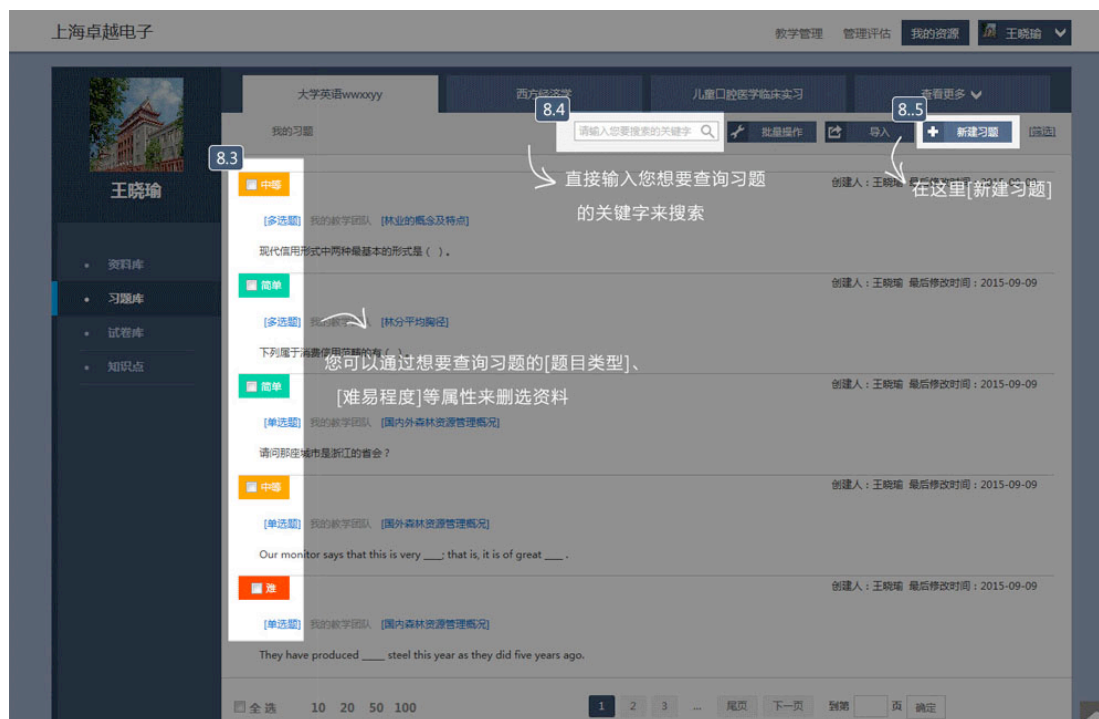 上海卓越电子
教学管理 管理评估 我的资源 王晓瑜
大学英语wwxxyy 西方经济学 儿童口腔医学临床实习 查看更多
8.4
8..5
我的习题 请输入您要搜索的关键字 批量操作 导入 新建习题 [筛选]
8.3
王晓瑜
中等 创建人：王晓瑜 最后修改时间：2015-09-09
直接输入您想要查询习题
的关键字来搜索
在这里[新建习题]
[多选题] 我的教学团队 [林业的概念及特点]
现代信用形式中两种最基本的形式是（ ）。
资料库
习题库
试卷库
知识点
简单 创建人：王晓瑜 最后修改时间：2015-09-09
[多选题] 我的教学团队 [林分平均胸径]
下列属于消费信用范畴的有（ ）。
您可以通过想要查询习题的[题目类型]、
[难易程度]等属性来删选资料
简单 创建人：王晓瑜 最后修改时间：2015-09-09
[单选题] 我的教学团队 [国内外森林资源管理概况]
请问那座城市是浙江的省会？
中等 创建人：王晓瑜 最后修改时间：2015-09-09
[单选题] 我的教学团队 [国外森林资源管理概况]
Our monitor says that this is very ___; that is, it is of great ___ .
难 创建人：王晓瑜 最后修改时间：2015-09-09
[单选题] 我的教学团队 [国内森林资源管理概况]
They have produced ____ steel this year as they did five years ago.
全选 10 20 50 100 1 2 3 ... 尾页 下一页 到第 页 确定